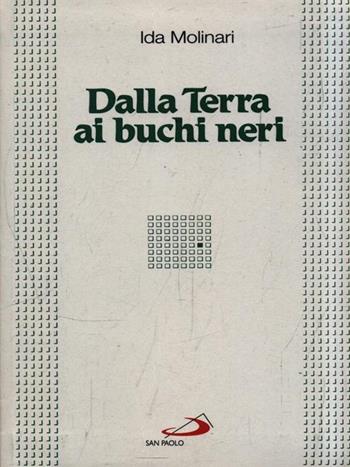 Ida Molinari
Dalla Terra
ai buchi neri
SAN PAOLO